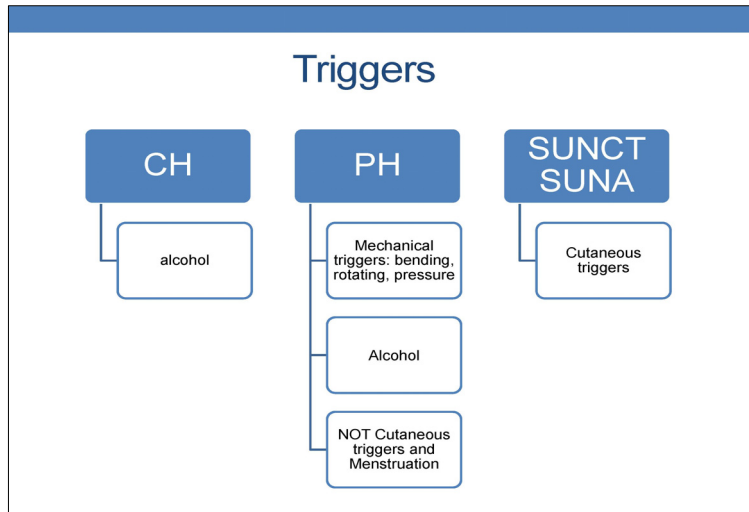 Triggers
CH
alcohol
PH
Mechanical
triggers: bending,
rotating, pressure
Alcohol
NOT Cutaneous
triggers and
Menstruation
SUNCT
SUNA
Cutaneous
triggers